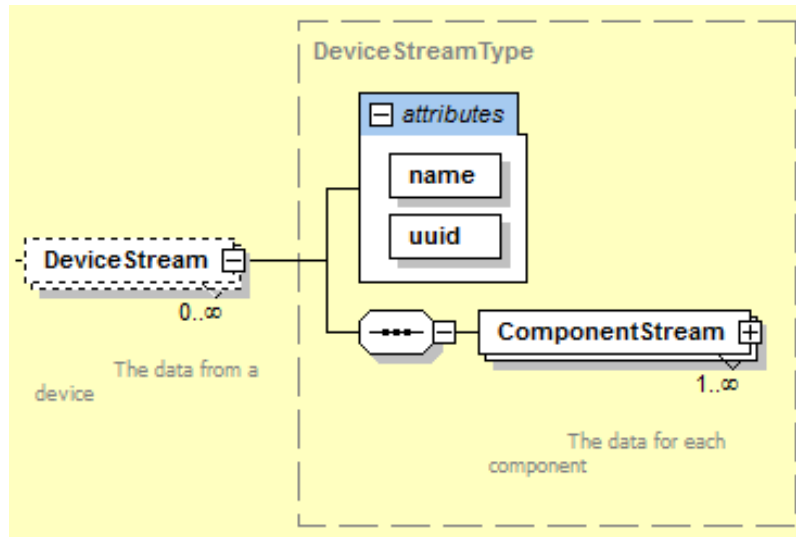 DeviceStreamType
attributes
name
uuid
DeviceStream
0..∞
The data from a
device
ComponentStream
1..∞
The data for each
component